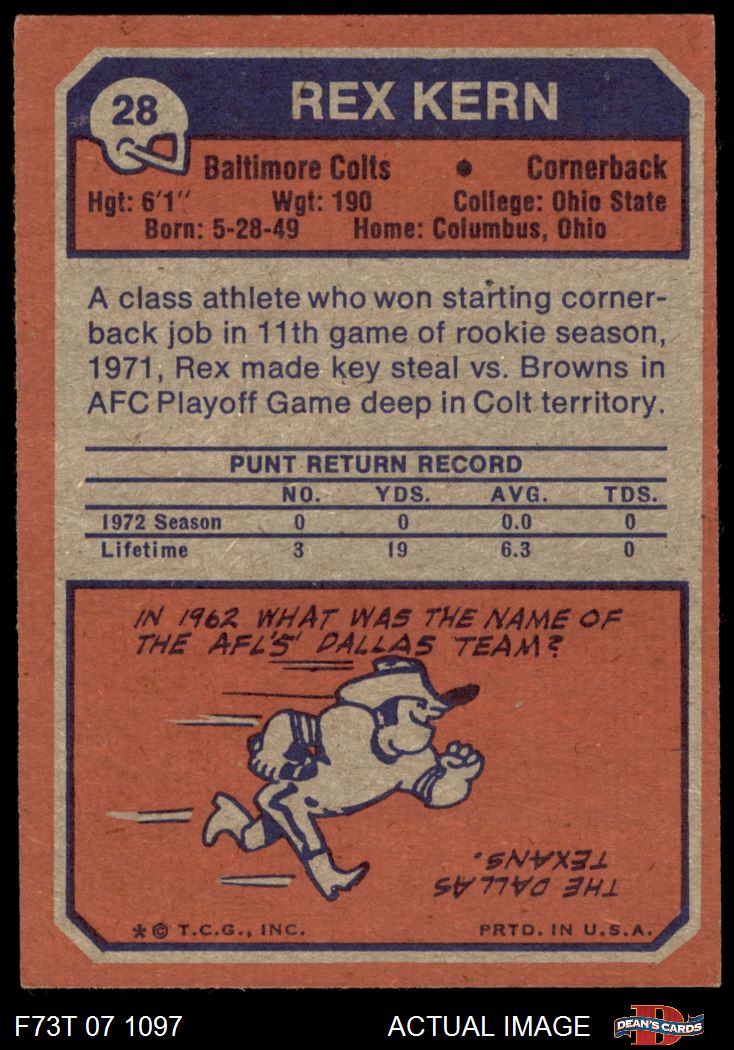 28
REX KERN
Baltimore Colts • Cornerback
Hgt: 6'1" Wgt: 190 College: Ohio State
Born: 5-28-49 Home: Columbus, Ohio
A class athlete who won starting corner-
back job in 11th game of rookie season,
1971, Rex made key steal vs. Browns in
AFC Playoff Game deep in Colt territory.
PUNT RETURN RECORD
NO. YDS. AVG. TDS.
1972 Season 0 0 0.0 0
Lifetime 3 19 6.3 0
IN 1962 WHAT WAS THE NAME OF
THE AFL'S' DALLAS TEAM?
THE DALLAS
TEXANS.
* © T.C.G., INC. PRTD. IN U.S.A.
F73T 07 1097 ACTUAL IMAGE
D
DEAN'S CARDS